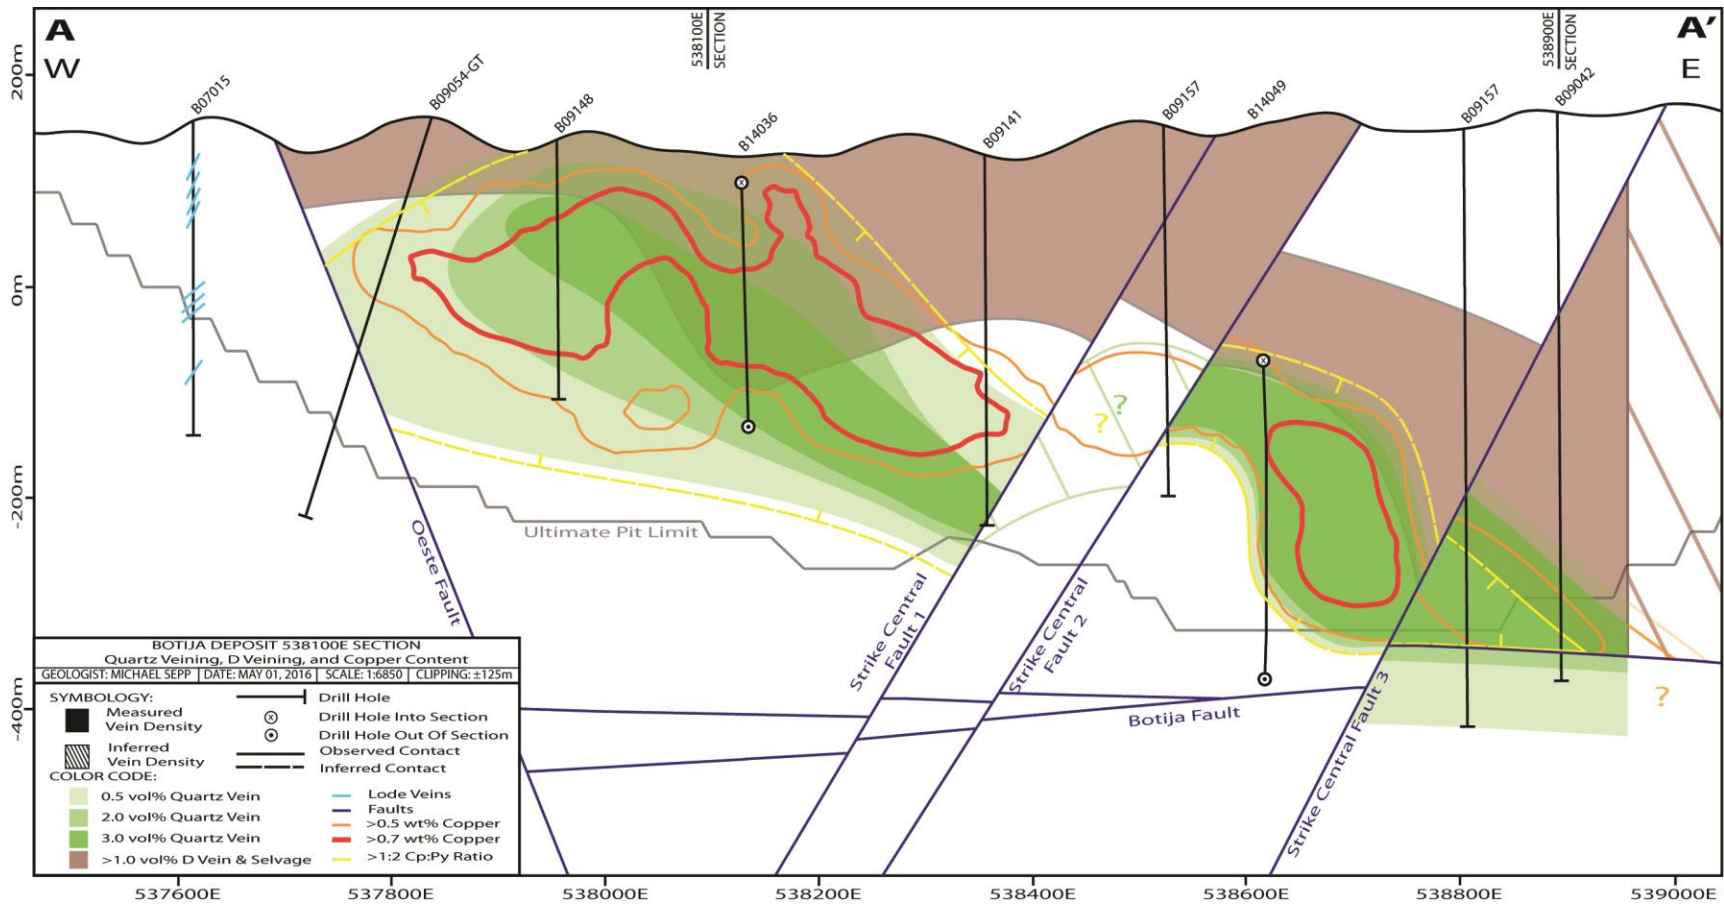 A
W
538100E
SECTION
538900E
SECTION
A′
E
200m
0m
-200m
-400m
B07015
B09054-GT
B09148
B14036
B09141
B09157
B14049
B09157
B09042
?
?
?
Ultimate Pit Limit
Oeste Fault
Strike Central
Fault 1
Strike Central
Fault 2
Strike Central Fault 3
Botija Fault
BOTIJA DEPOSIT 538100E SECTION
Quartz Veining, D Veining, and Copper Content
GEOLOGIST: MICHAEL SEPP DATE: MAY 01, 2016 SCALE: 1:6850 CLIPPING: ±125m
SYMBOLOGY:
Measured
Vein Density
Inferred
Vein Density
Drill Hole
Drill Hole Into Section
Drill Hole Out Of Section
Observed Contact
Inferred Contact
COLOR CODE:
0.5 vol% Quartz Vein
2.0 vol% Quartz Vein
3.0 vol% Quartz Vein
>1.0 vol% D Vein & Selvage
Lode Veins
Faults
>0.5 wt% Copper
>0.7 wt% Copper
>1:2 Cp:Py Ratio
537600E
537800E
538000E
538200E
538400E
538600E
538800E
539000E